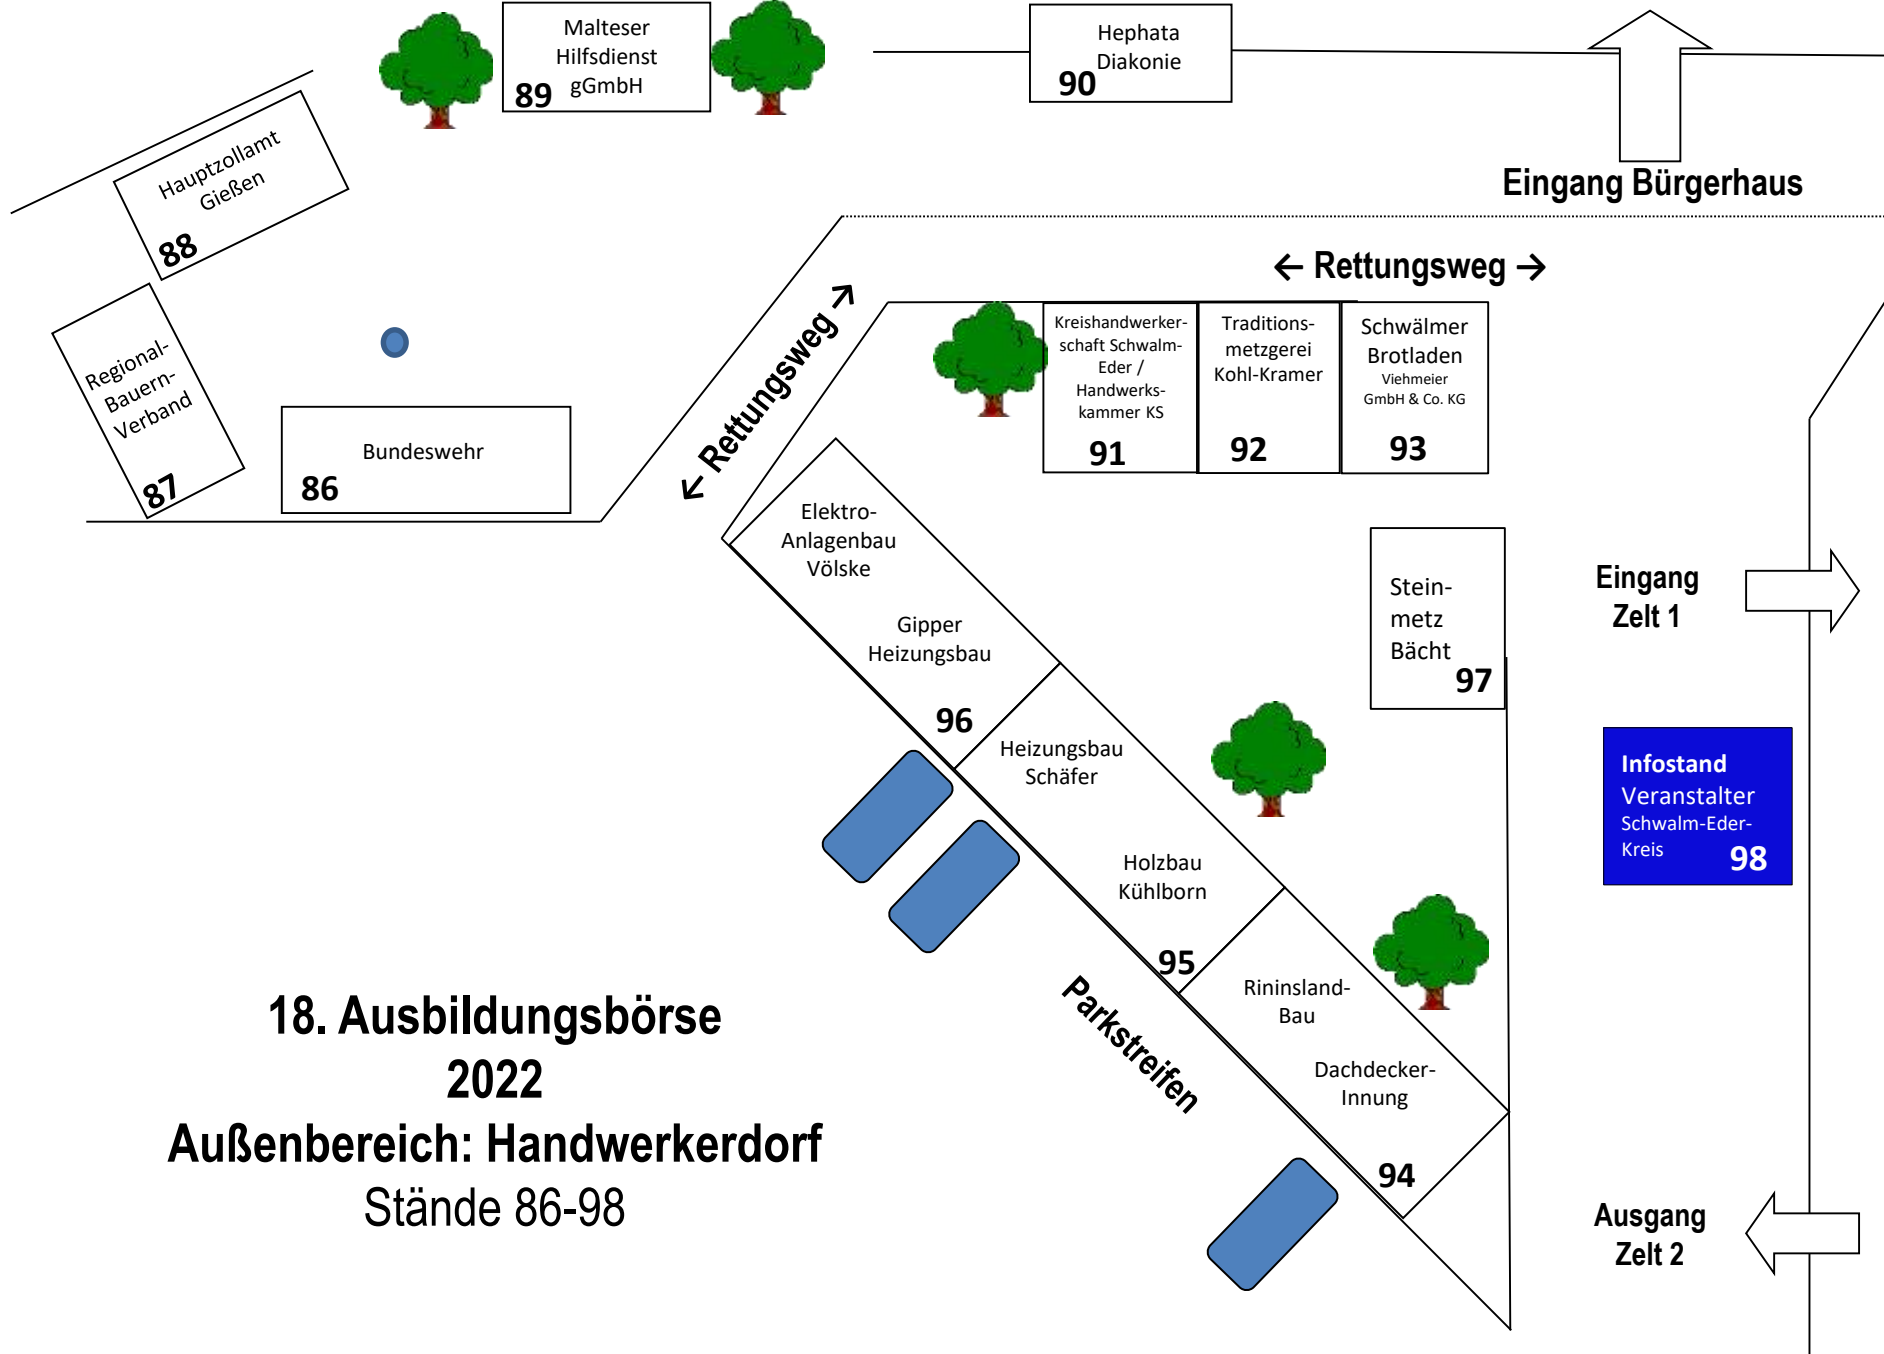 Malteser
Hilfsdienst
gGmbH
89
Hephata
Diakonie
90
Eingang Bürgerhaus
Hauptzollamt
Gießen
88
Regional-
Bauern-
Verband
87
Bundeswehr
86
← Rettungsweg →
← Rettungsweg →
Kreishandwerker-
schaft Schwalm-
Eder /
Handwerks-
kammer KS
91
Traditions-
metzgerei
Kohl-Kramer
92
Schwälmer
Brotladen
Viehmeier
GmbH & Co. KG
93
Elektro-
Anlagenbau
Völske
Gipper
Heizungsbau
96
Heizungsbau
Schäfer
Holzbau
Kühlborn
95
Rininsland-
Bau
Dachdecker-
Innung
94
Stein-
metz
Bächt
97
Eingang
Zelt 1
Infostand
Veranstalter
Schwalm-Eder-
Kreis
98
Parkstreifen
Ausgang
Zelt 2
18. Ausbildungsbörse
2022
Außenbereich: Handwerkerdorf
Stände 86-98